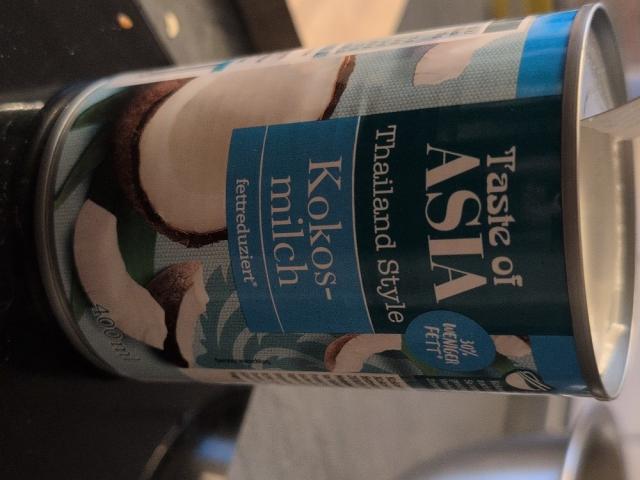 Taste of
ASIA
Thailand Style
Kokos-
milch
fettreduziert*
30%
WENIGER
FETT*
400ml